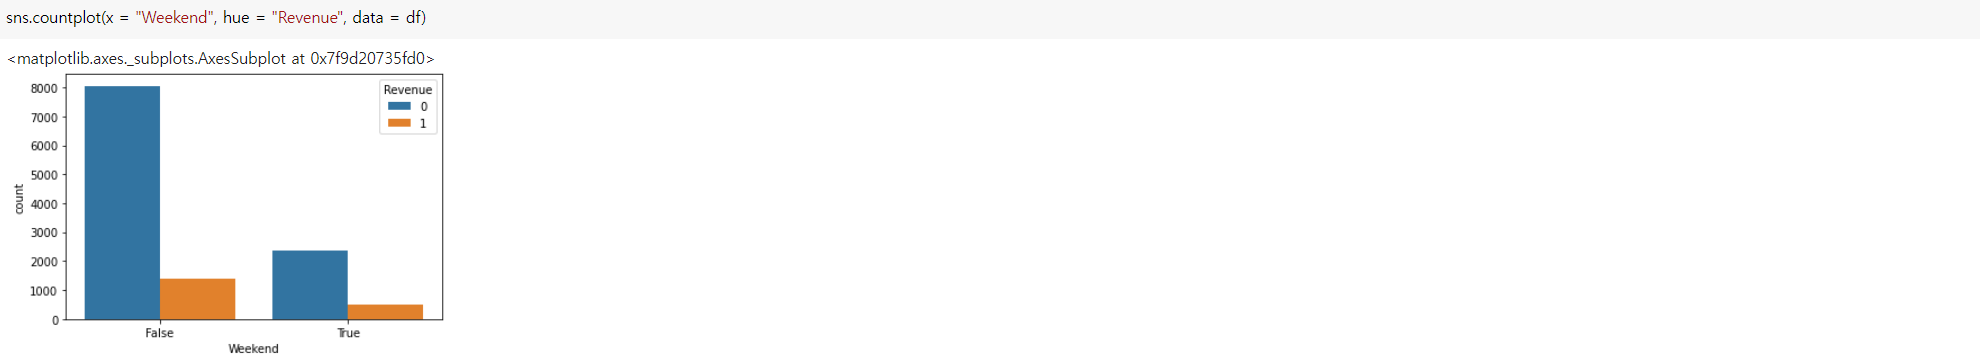 sns.countplot(x = "Weekend", hue = "Revenue", data = df)
<matplotlib.axes._subplots.AxesSubplot at 0x7f9d20735fd0>
Revenue
0
1
8000
7000
6000
5000
4000
3000
2000
1000
0
count
False
True
Weekend